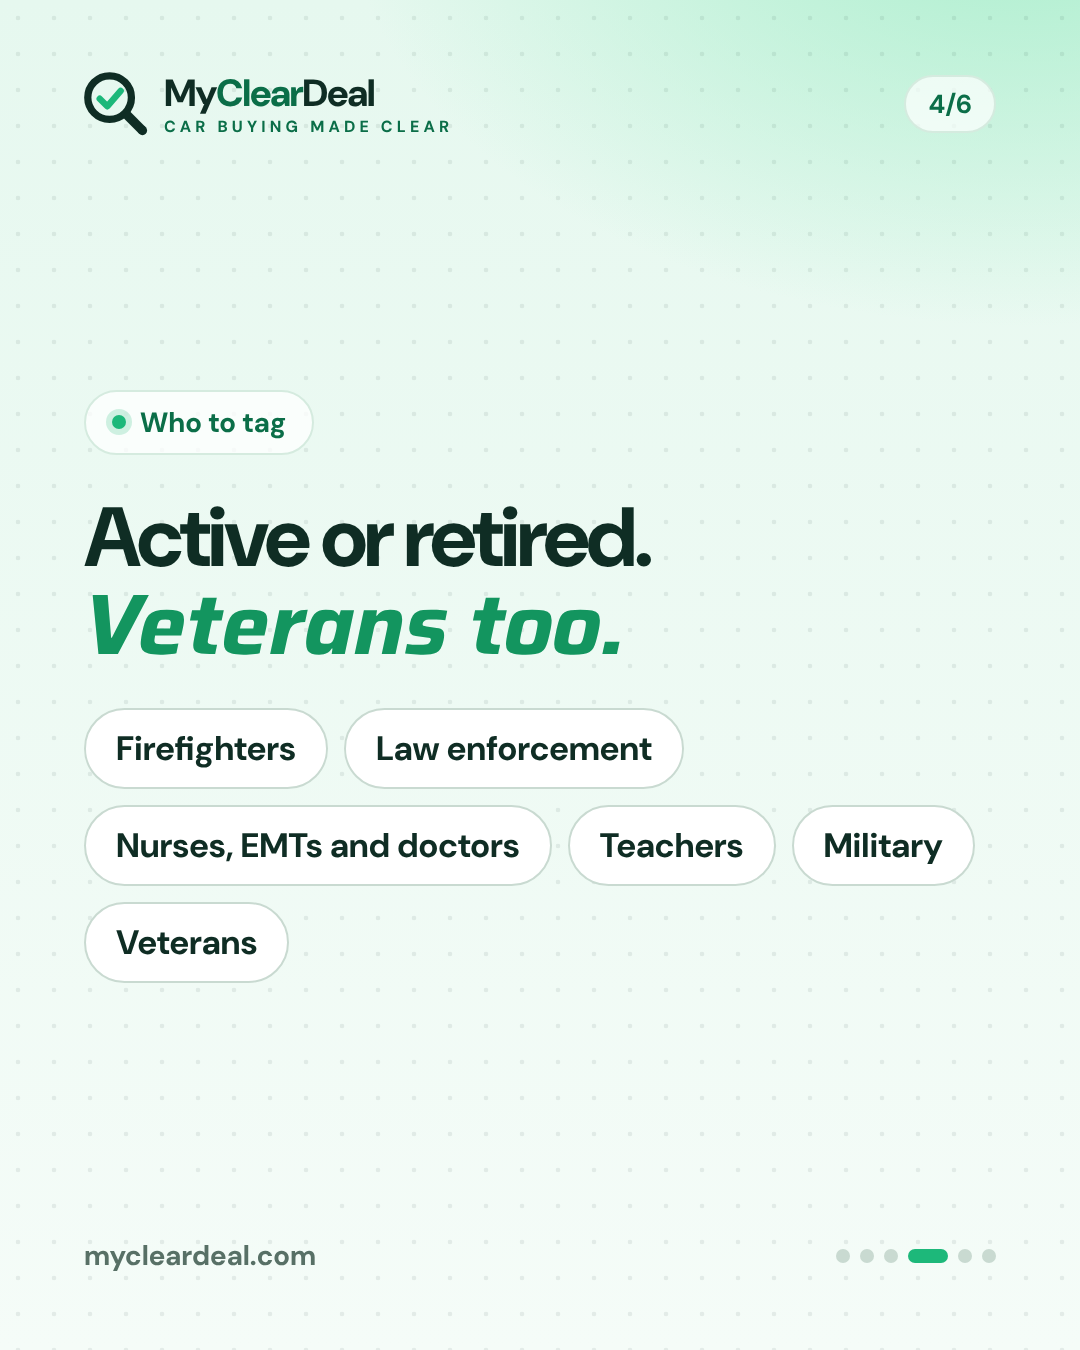 MyClearDeal
CAR BUYING MADE CLEAR
4/6
Who to tag
Active or retired.
Veterans too.
Firefighters
Law enforcement
Nurses, EMTs and doctors
Teachers
Military
Veterans
mycleardeal.com